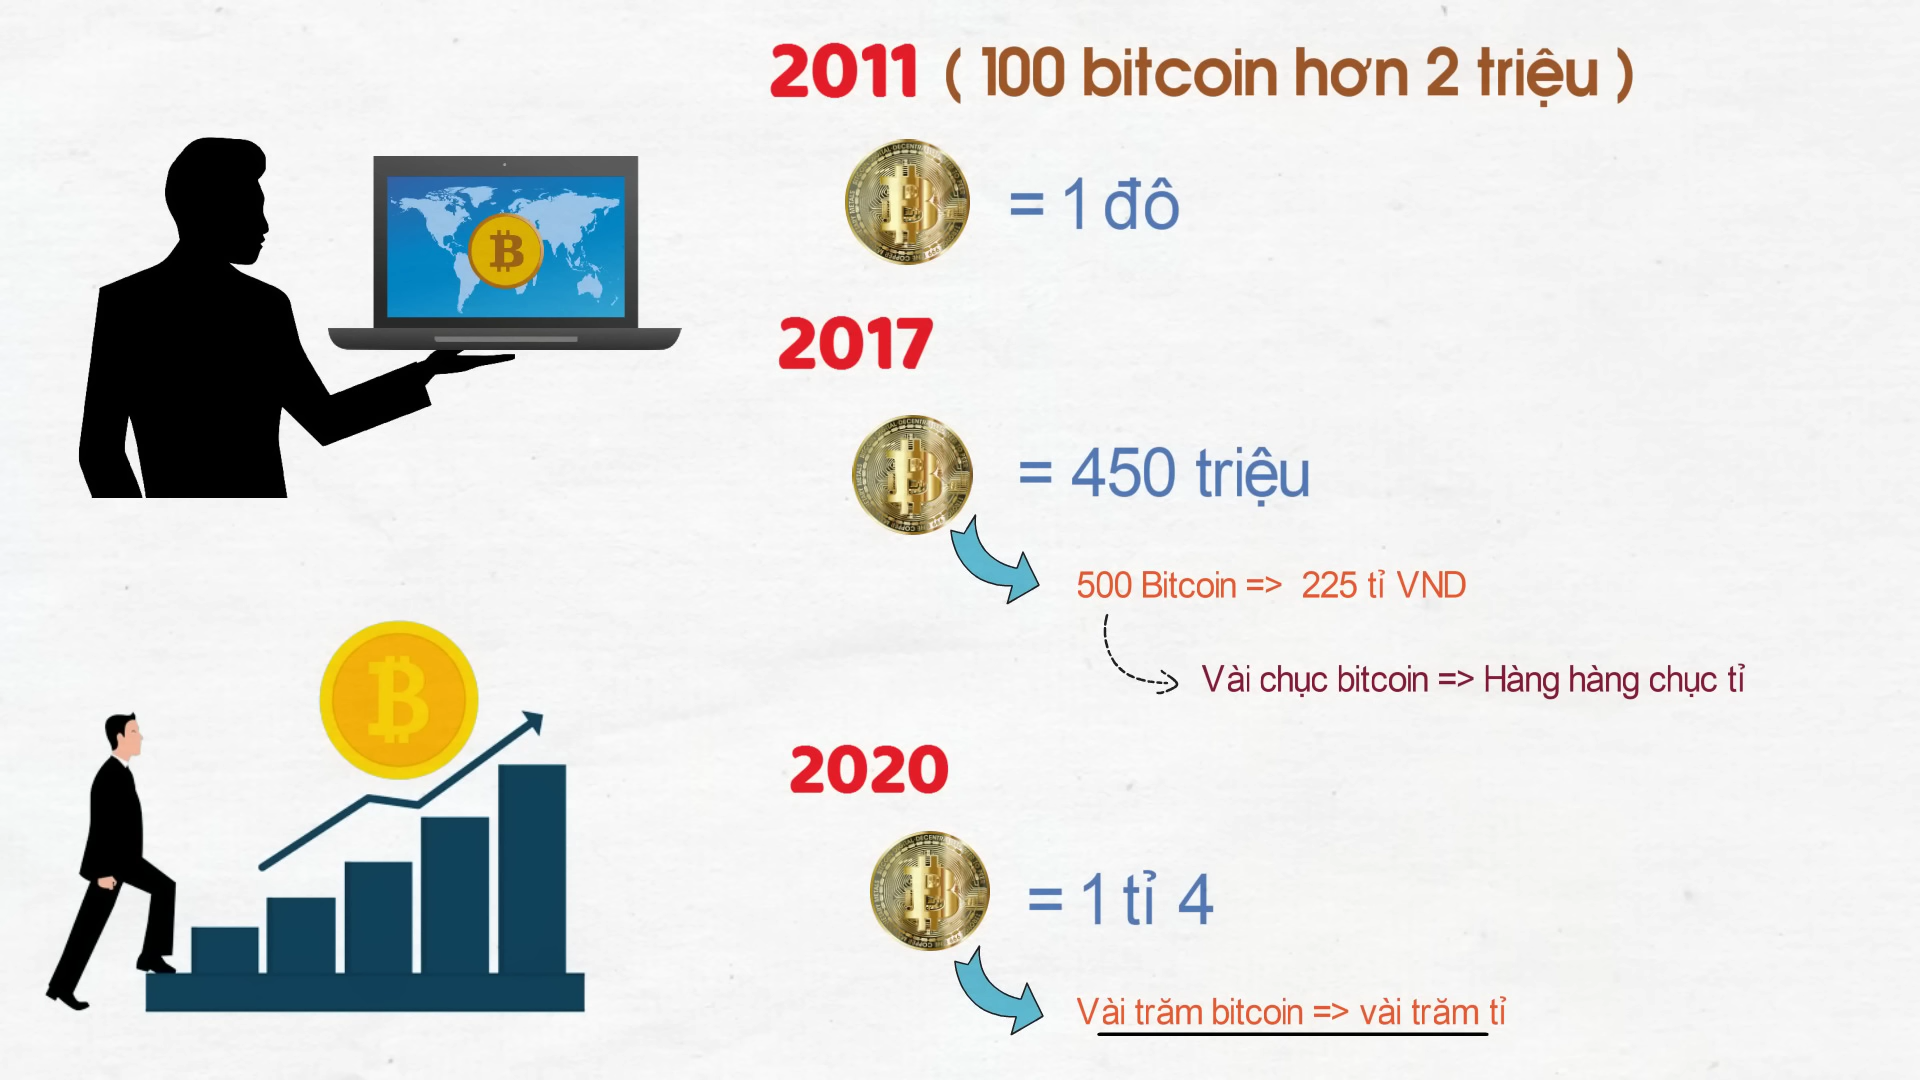 2011 ( 100 bitcoin hơn 2 triệu )
= 1 đô
2017
= 450 triệu
500 Bitcoin => 225 tỉ VND
Vài chục bitcoin => Hàng hàng chục tỉ
2020
= 1 tỉ 4
Vài trăm bitcoin => vài trăm tỉ